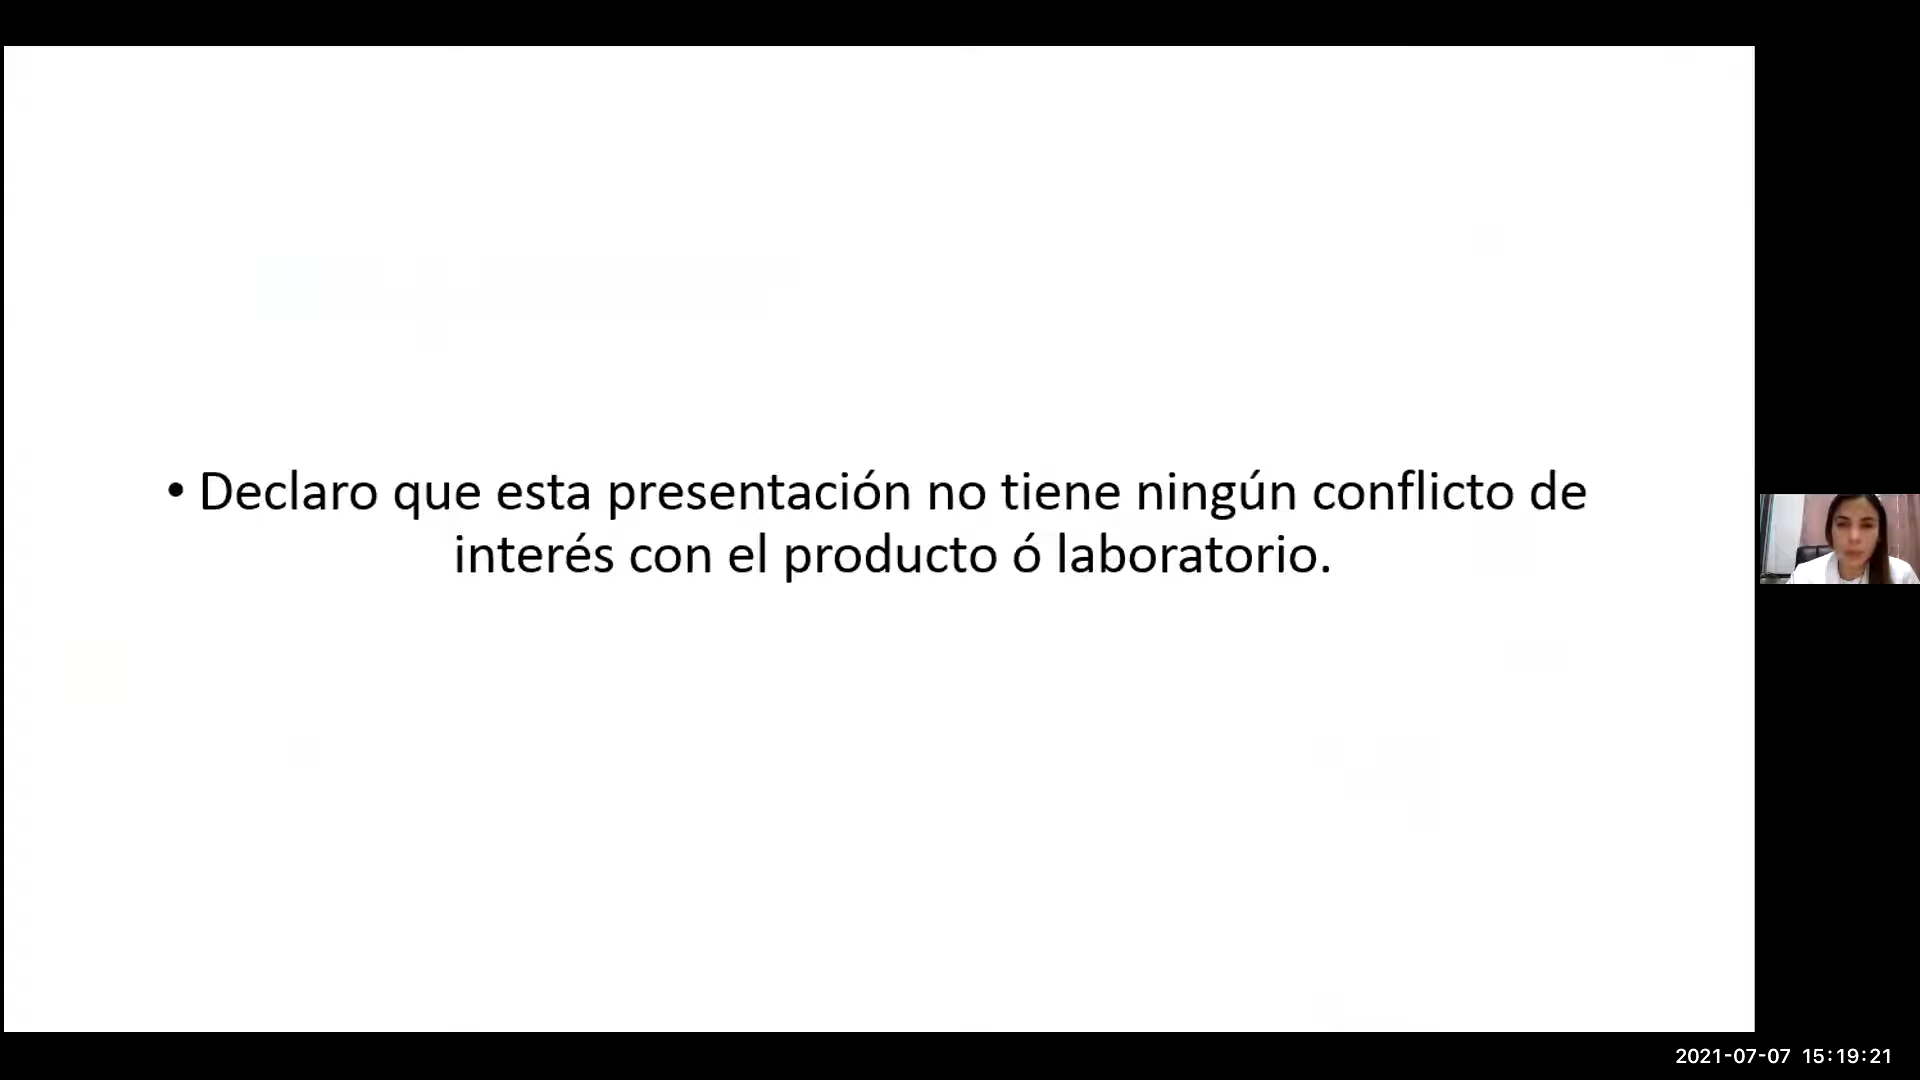 • Declaro que esta presentación no tiene ningún conflicto de
interés con el producto ó laboratorio.
2021-07-07 15:19:21